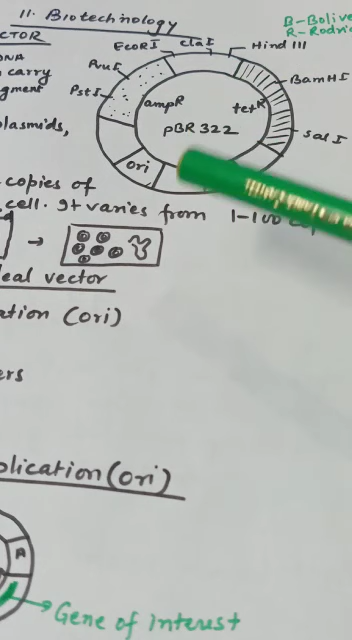 11. Biotechnology
B-Boliv
R-Rodri
CTOR
DNA
carry
gment
plasmids,
EcoRI
ClaI
Hind III
PvuI
BamHI
PstI
ampR
tetR
pBR 322
Sal I
ori
copies of
cell. It varies from 1-100
eal vector
ation (ori)
ers
plication (ori)
A
Gene of interest